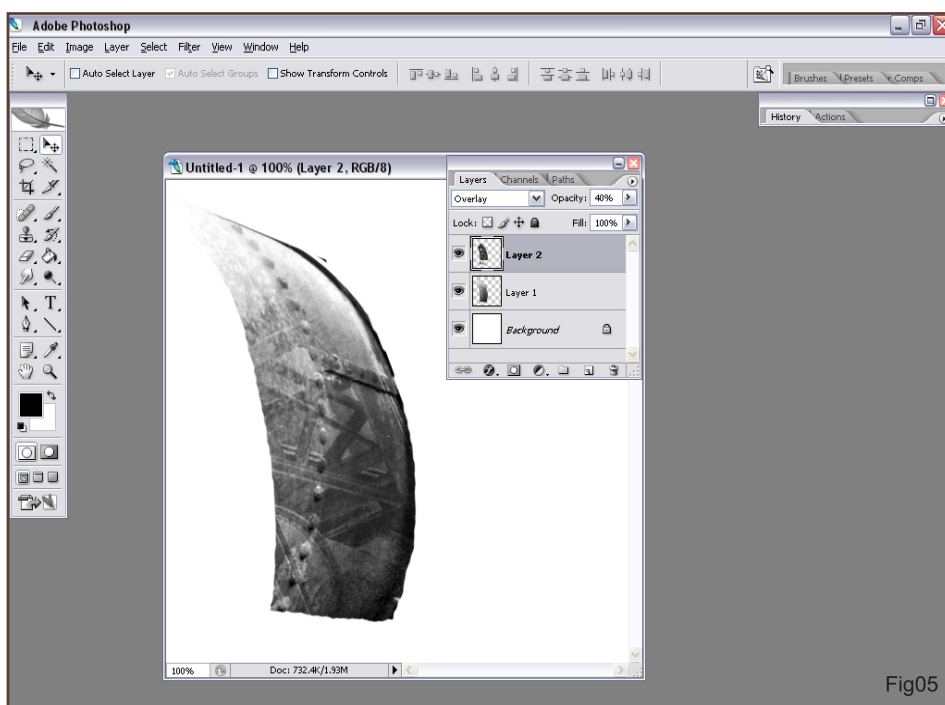 Adobe Photoshop
File Edit Image Layer Select Filter View Window Help
Auto Select Layer Auto Select Groups Show Transform Controls
Brushes Presets Comps
History Actions
Untitled-1 @ 100% (Layer 2, RGB/8)
Layers Channels Paths
Overlay Opacity: 40%
Lock: Fill: 100%
Layer 2
Layer 1
Background
T
100% Doc: 732.4K/1.93M
Fig05